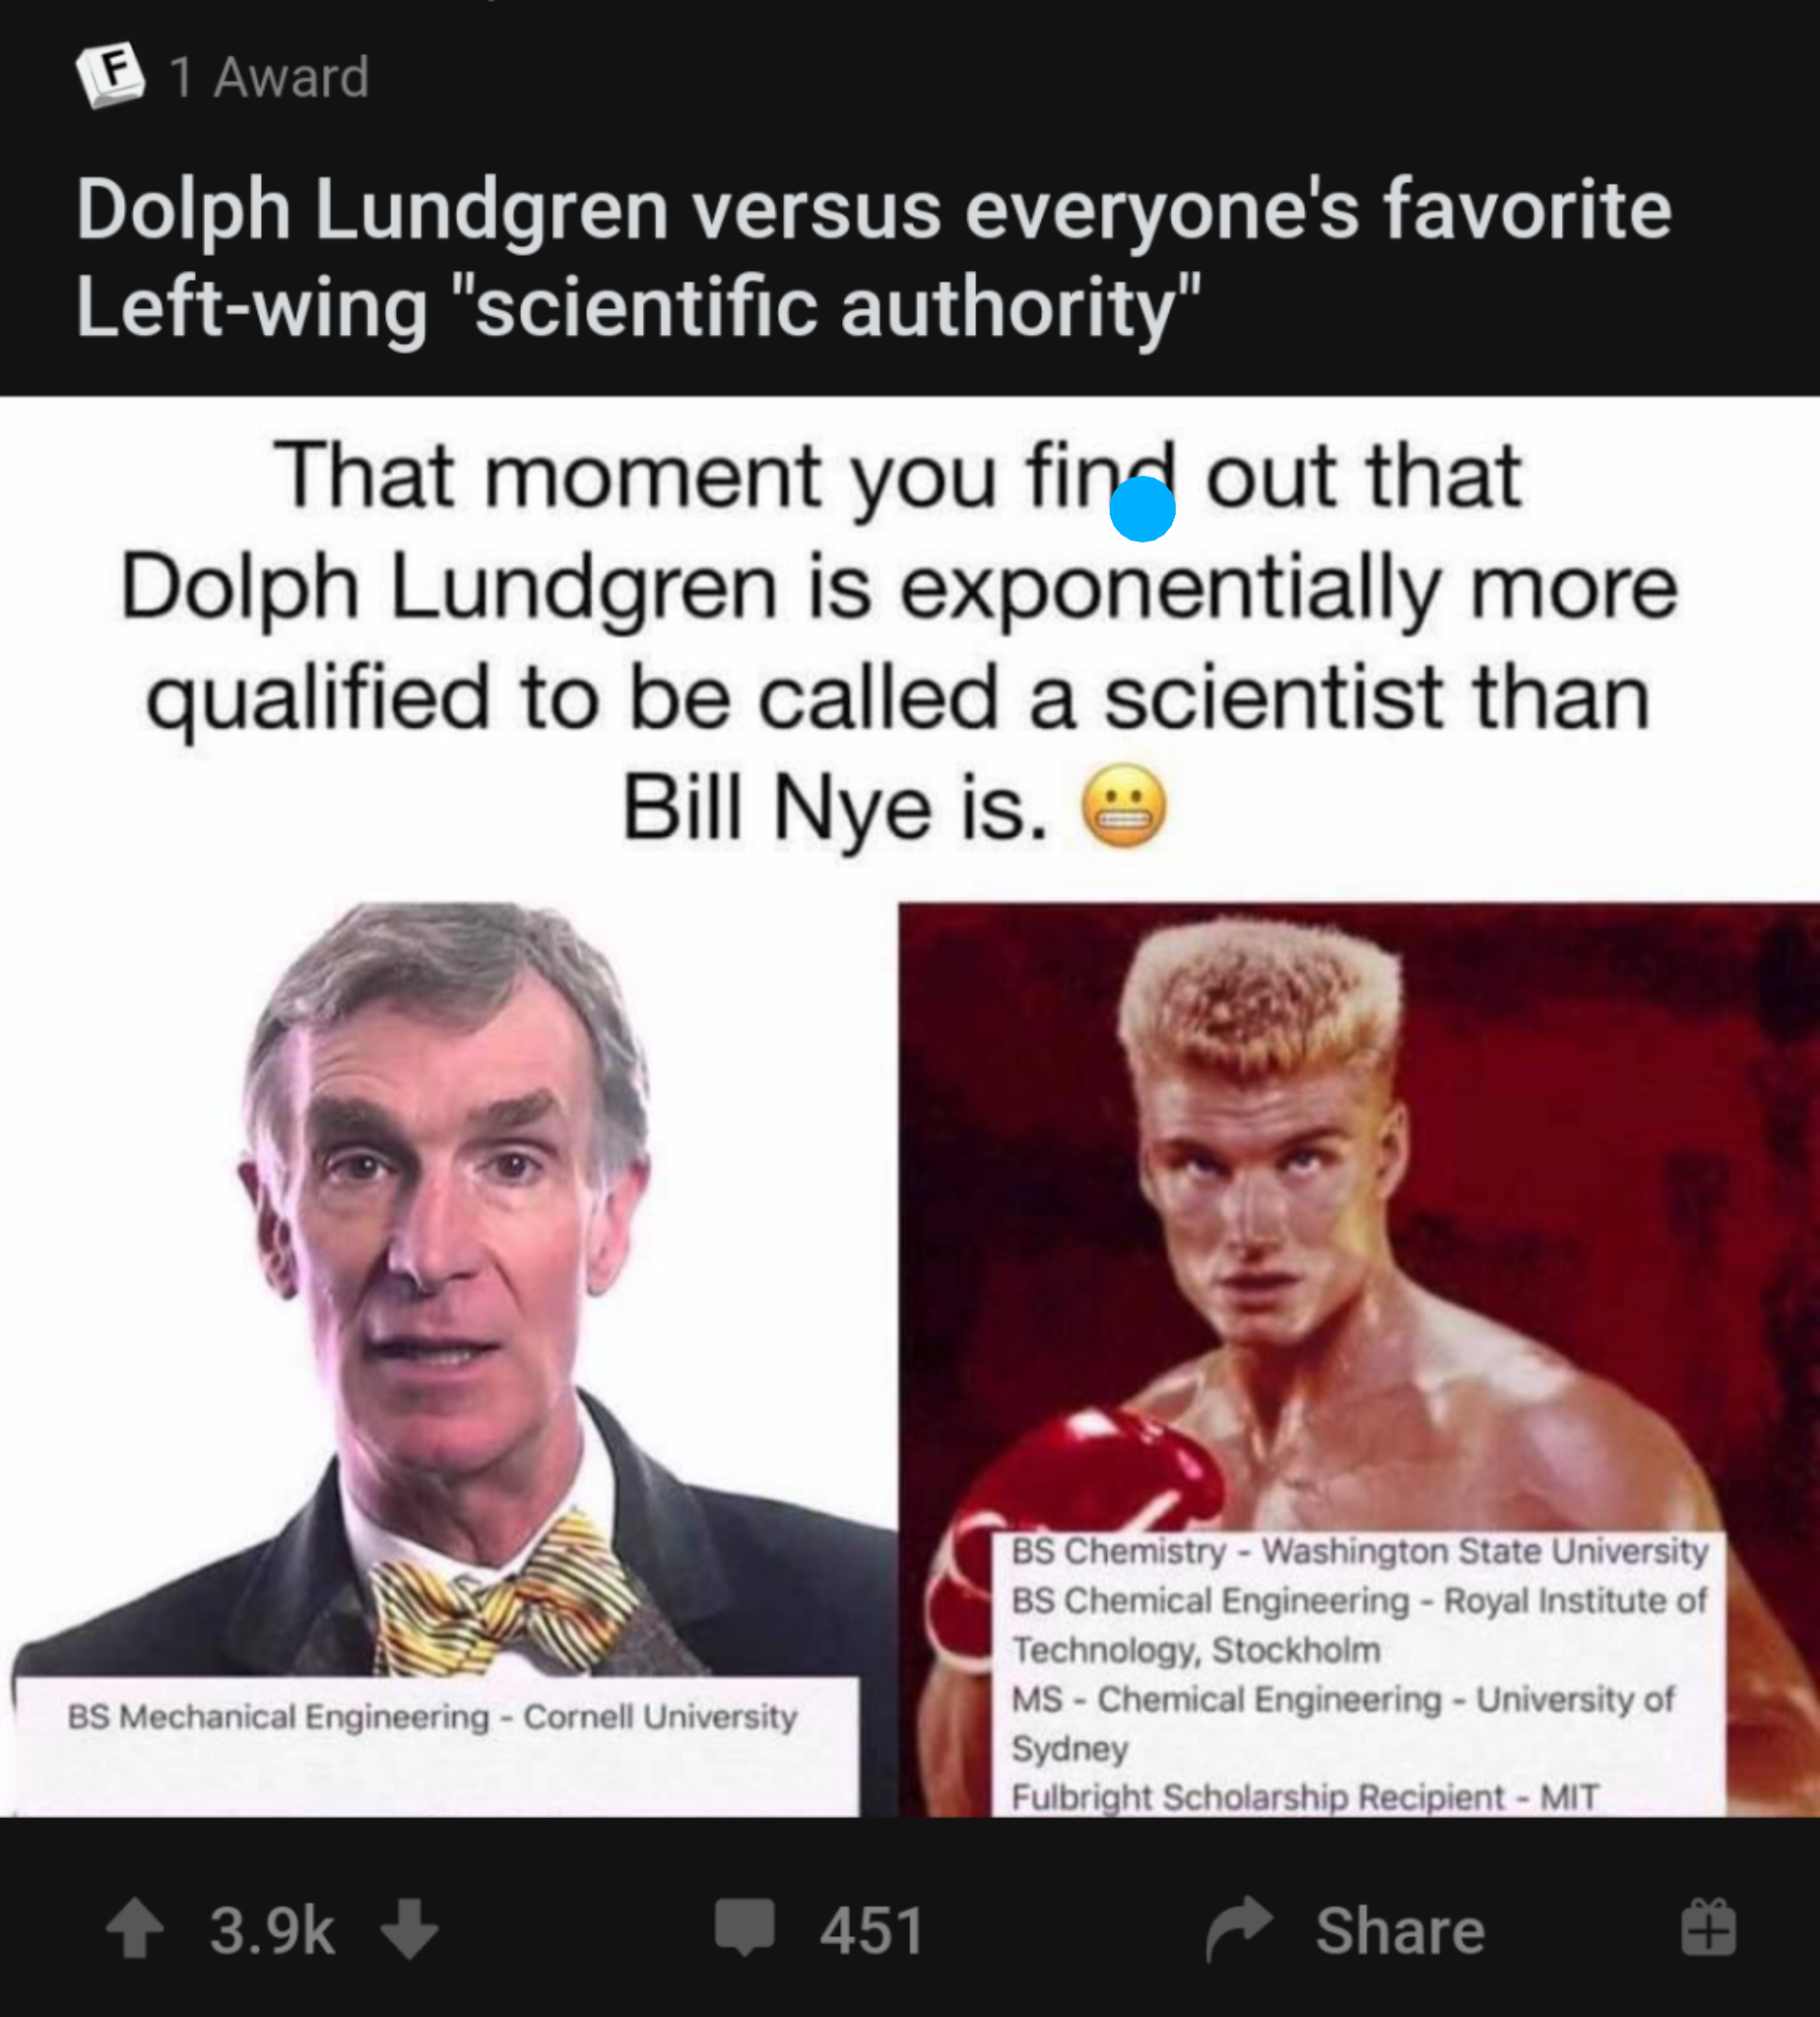 F 1 Award
Dolph Lundgren versus everyone's favorite
Left-wing "scientific authority"
That moment you find out that
Dolph Lundgren is exponentially more
qualified to be called a scientist than
Bill Nye is. 😬
BS Mechanical Engineering - Cornell University
BS Chemistry - Washington State University
BS Chemical Engineering - Royal Institute of
Technology, Stockholm
MS - Chemical Engineering - University of
Sydney
Fulbright Scholarship Recipient - MIT
3.9k 451 Share